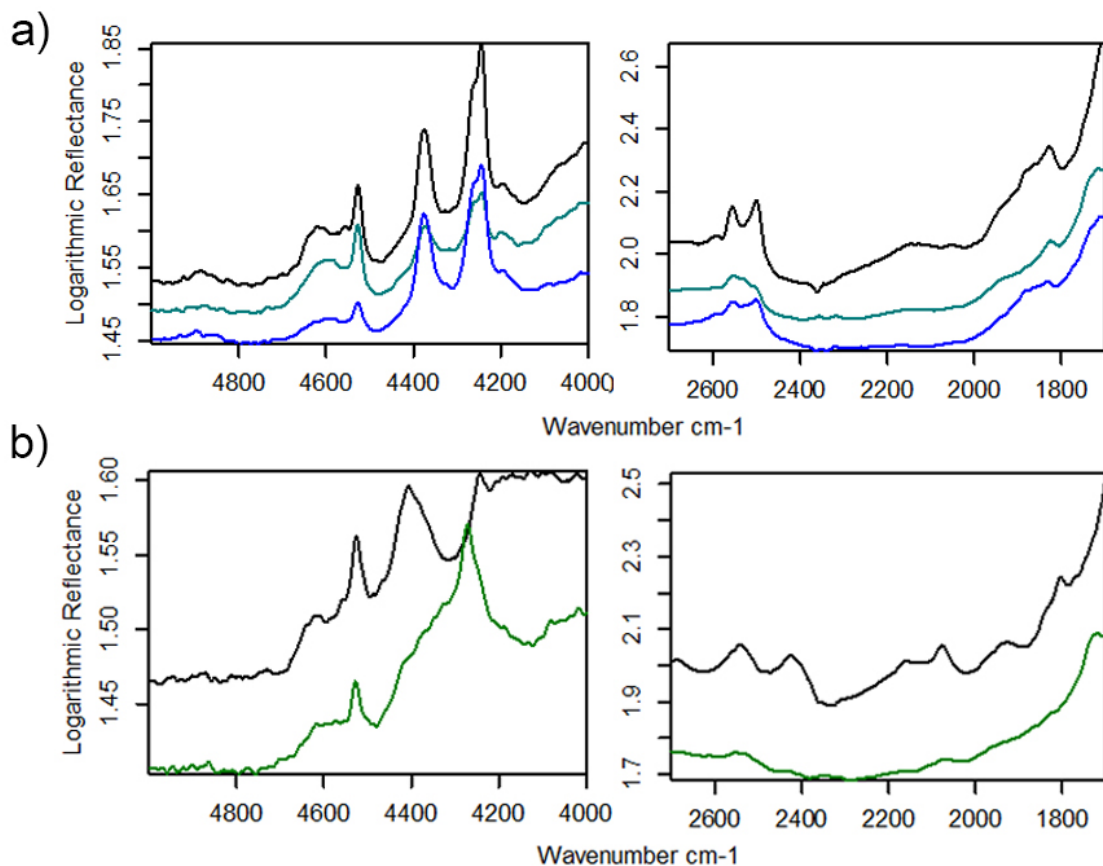 a)
Logarithmic Reflectance
1.45 1.55 1.65 1.75 1.85
4800 4600 4400 4200 4000
1.8 2.0 2.2 2.4 2.6
2600 2400 2200 2000 1800
Wavenumber cm-1
b)
Logarithmic Reflectance
1.45 1.50 1.55 1.60
4800 4600 4400 4200 4000
1.7 1.9 2.1 2.3 2.5
2600 2400 2200 2000 1800
Wavenumber cm-1